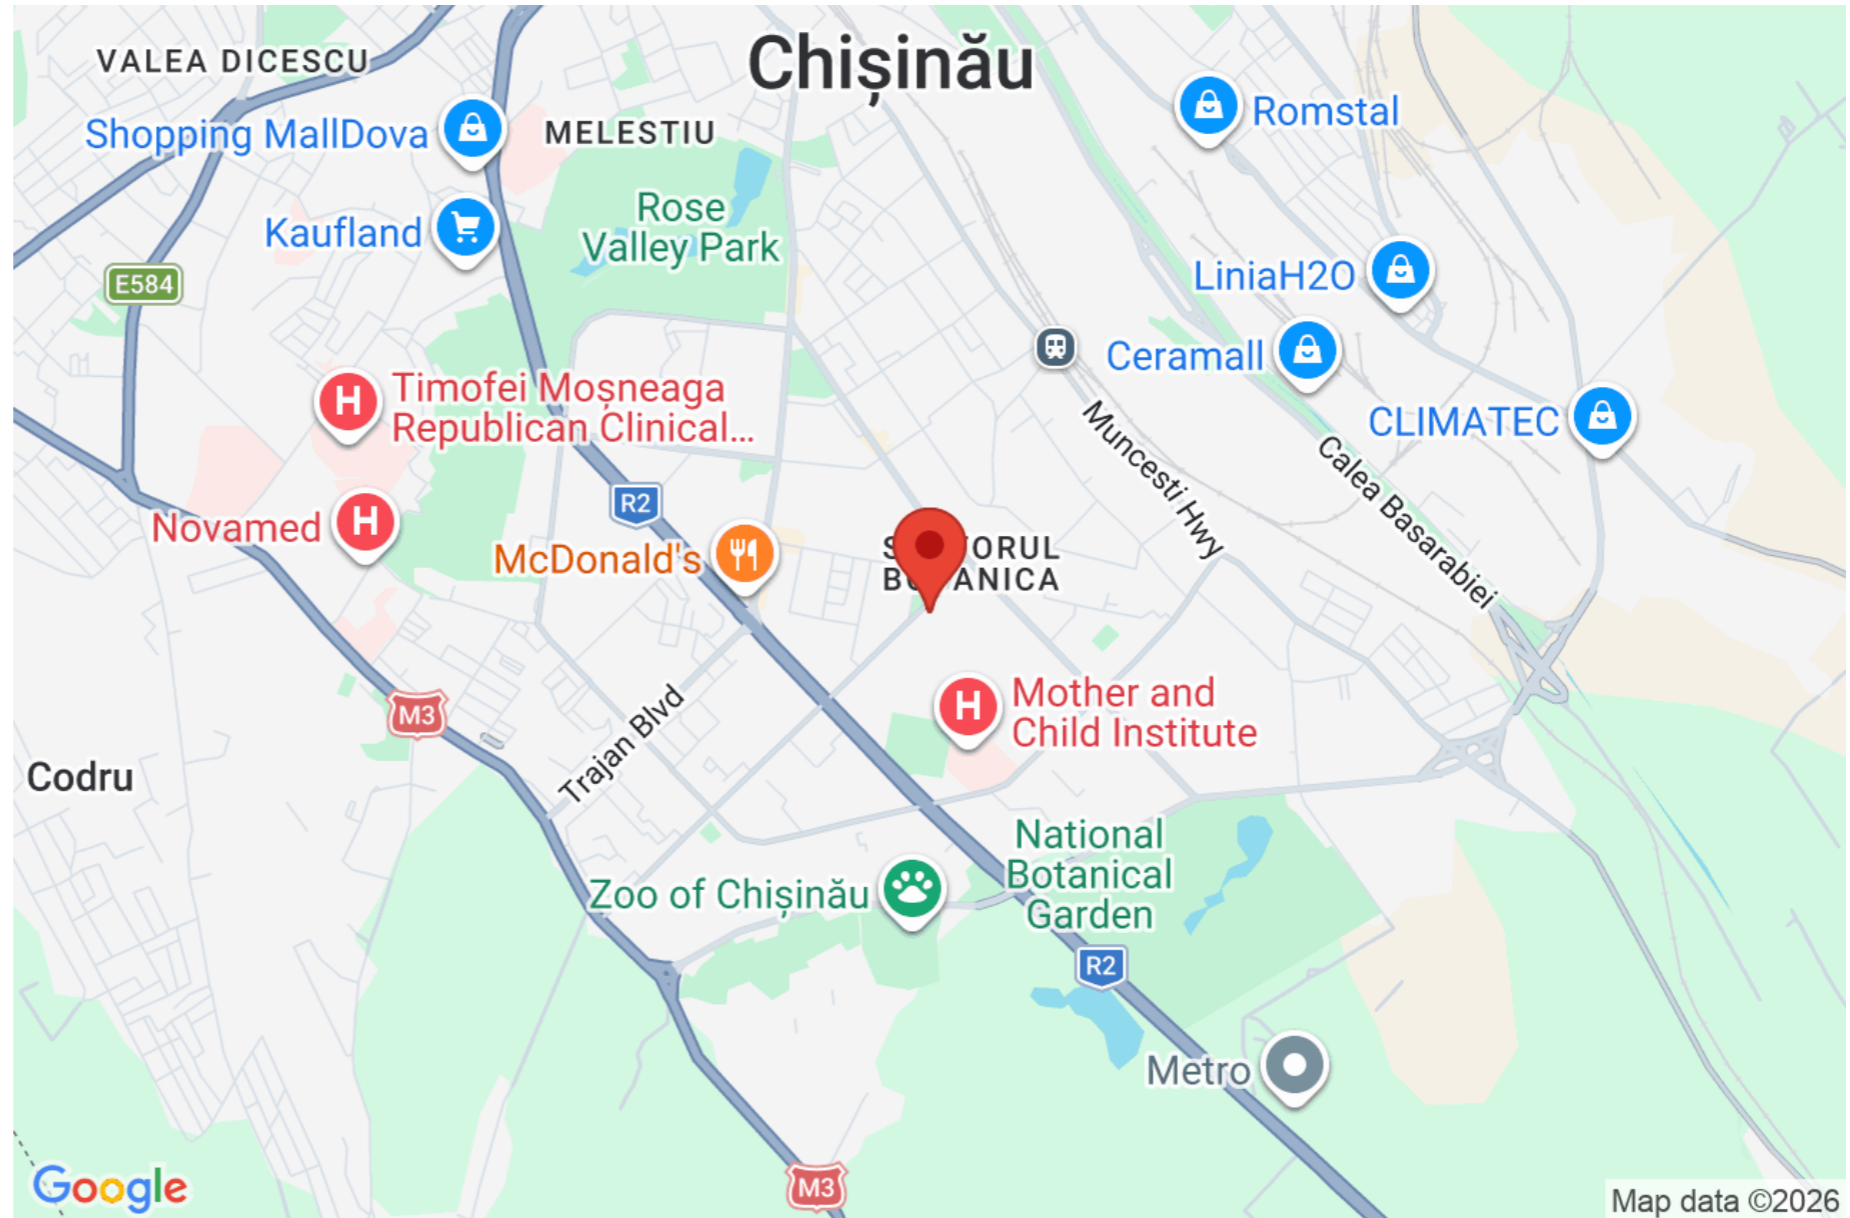 Chișinău
VALEA DICESCU
Shopping MallDova
MELESTIU
Romstal
Rose
Valley Park
Kaufland
E584
LiniaH2O
Ceramall
Timofei Moșneaga
Republican Clinical...
CLIMATEC
Muncesti Hwy
Calea Basarabiei
R2
Novamed
McDonald's
BOTANICA
Mother and
Child Institute
M3
Trajan Blvd
Codru
National
Botanical
Garden
Zoo of Chișinău
R2
Metro
M3
Google
Map data ©2026